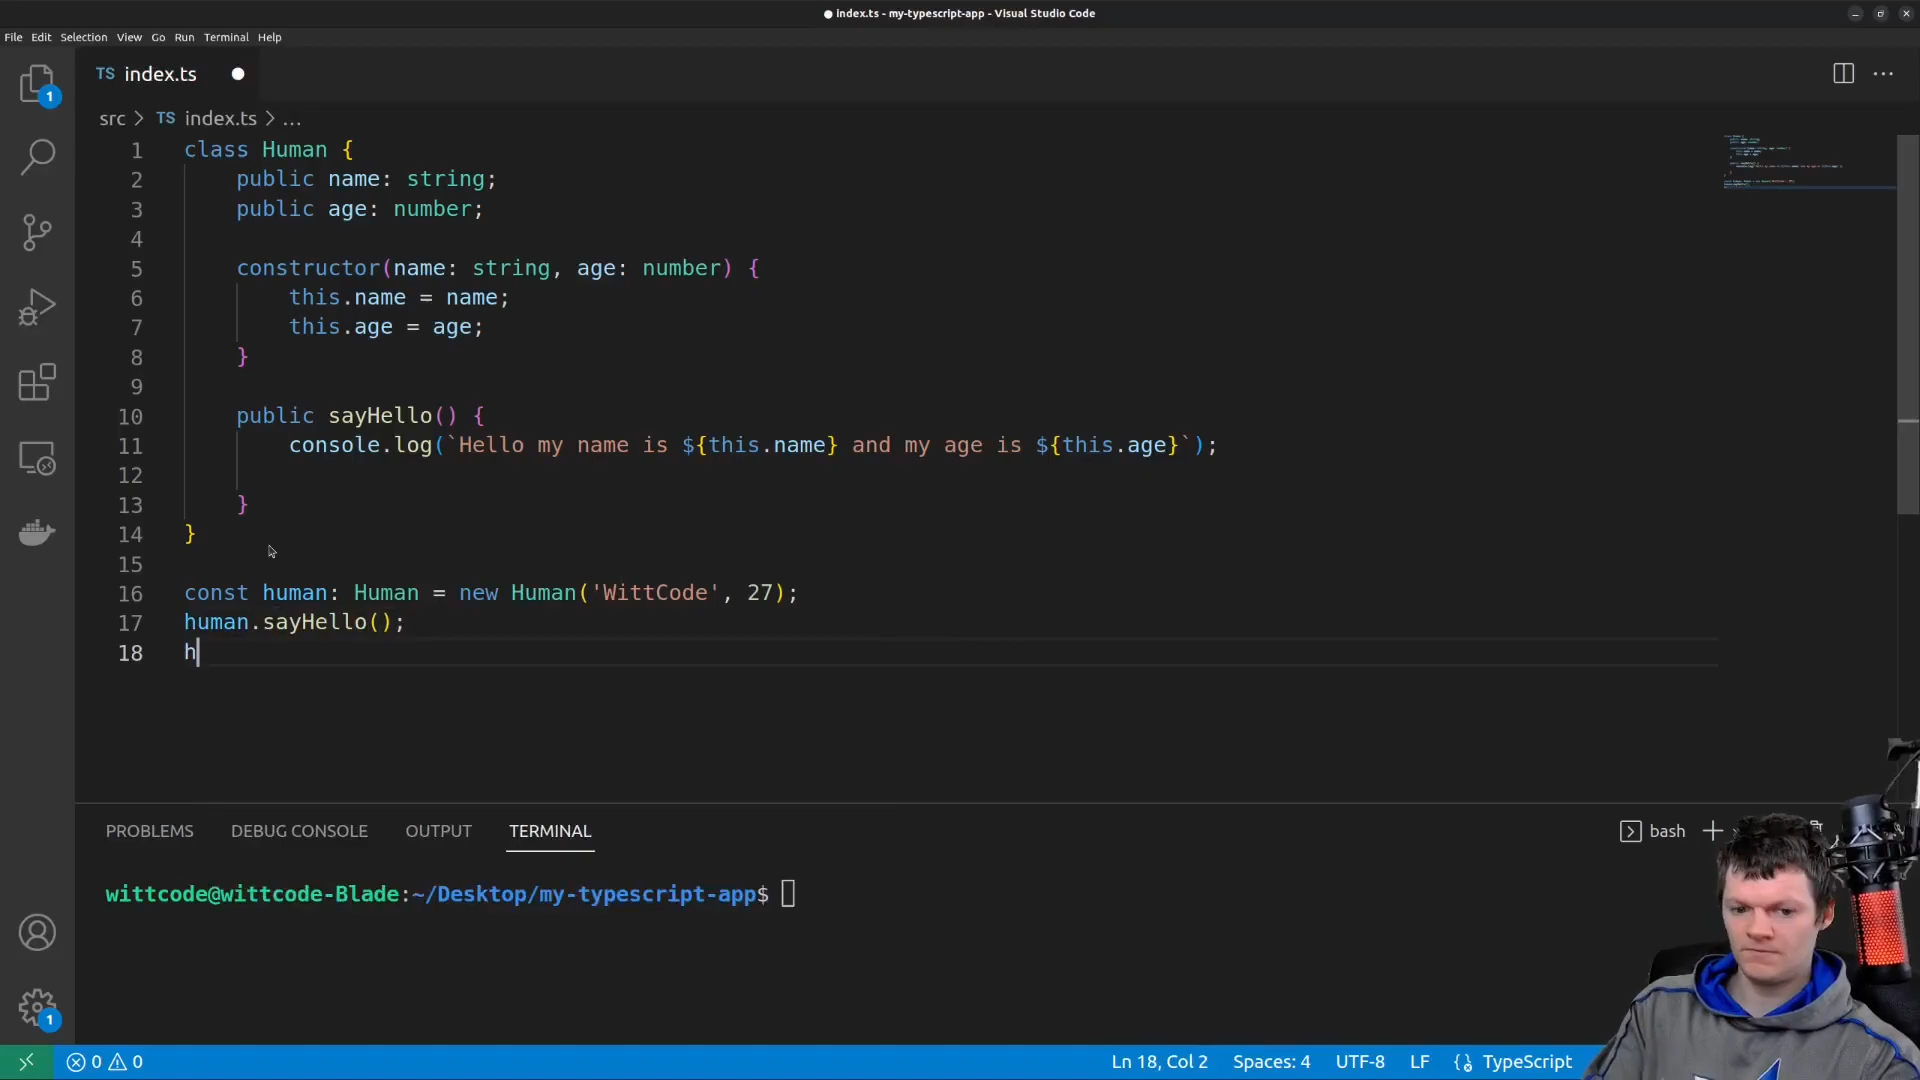 index.ts - my-typescript-app - Visual Studio Code
File Edit Selection View Go Run Terminal Help
TS index.ts
src > TS index.ts > ...
1 class Human {
2 public name: string;
3 public age: number;
4
5 constructor(name: string, age: number) {
6 this.name = name;
7 this.age = age;
8 }
9
10 public sayHello() {
11 console.log(`Hello my name is ${this.name} and my age is ${this.age}`);
12
13 }
14 }
15
16 const human: Human = new Human('WittCode', 27);
17 human.sayHello();
18 h
PROBLEMS DEBUG CONSOLE OUTPUT TERMINAL bash
wittcode@wittcode-Blade:~/Desktop/my-typescript-app$
1
1
0 0 Ln 18, Col 2 Spaces: 4 UTF-8 LF {} TypeScript